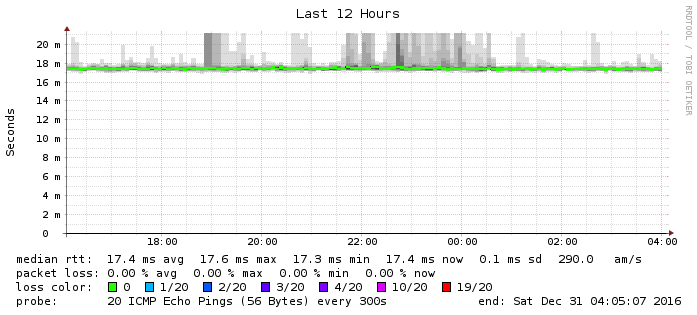 Last 12 Hours
RRDTOOL / TOBI OETIKER
Seconds
20 m
18 m
16 m
14 m
12 m
10 m
8 m
6 m
4 m
2 m
0
18:00 20:00 22:00 00:00 02:00 04:00
median rtt: 17.4 ms avg 17.6 ms max 17.3 ms min 17.4 ms now 0.1 ms sd 290.0 am/s
packet loss: 0.00 % avg 0.00 % max 0.00 % min 0.00 % now
loss color: 0 1/20 2/20 3/20 4/20 10/20 19/20
probe: 20 ICMP Echo Pings (56 Bytes) every 300s end: Sat Dec 31 04:05:07 2016